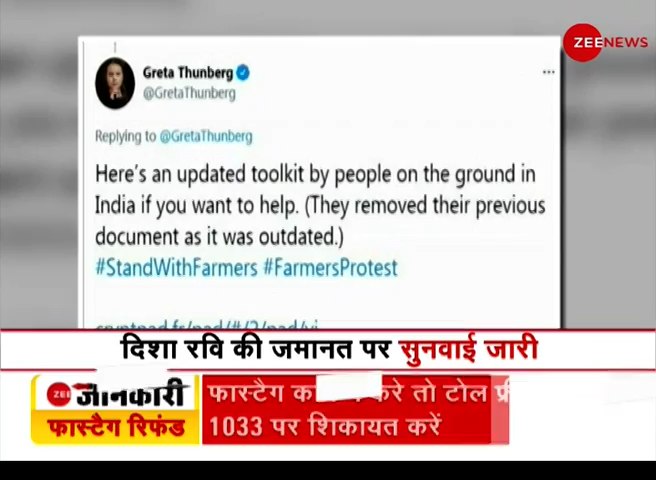 ZEENEWS
Greta Thunberg
@GretaThunberg
Replying to @GretaThunberg
Here's an updated toolkit by people on the ground in
India if you want to help. (They removed their previous
document as it was outdated.)
#StandWithFarmers #FarmersProtest
दिशा रवि की जमानत पर सुनवाई जारी
ZEE जानकारी
फास्टैग करे तो टोल
फास्टैग रिफंड
1033 पर शिकायत करें